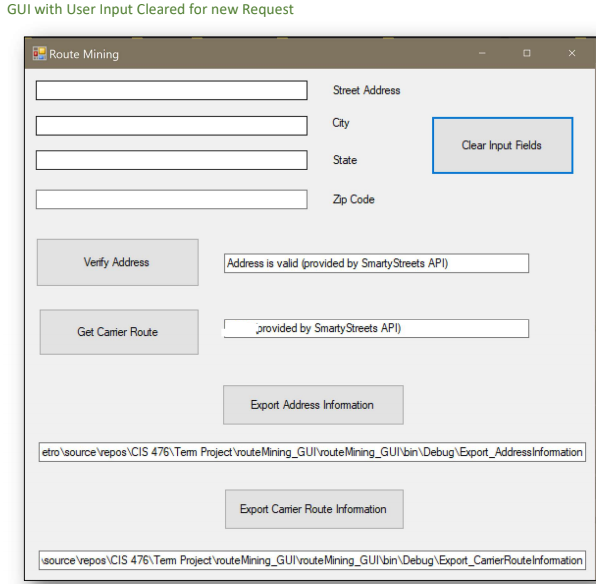 GUI with User Input Cleared for new Request
Route Mining
Street Address
City
Clear Input Fields
State
Zip Code
Verify Address
Address is valid (provided by SmartyStreets API)
Get Carrier Route
provided by SmartyStreets API)
Export Address Information
etro\source\repos\CIS 476\Term Project\routeMining_GUI\routeMining_GUI\bin\Debug\Export_AddressInformation
Export Carrier Route Information
\source\repos\CIS 476\Term Project\routeMining_GUI\routeMining_GUI\bin\Debug\Export_CarrierRouteInformation